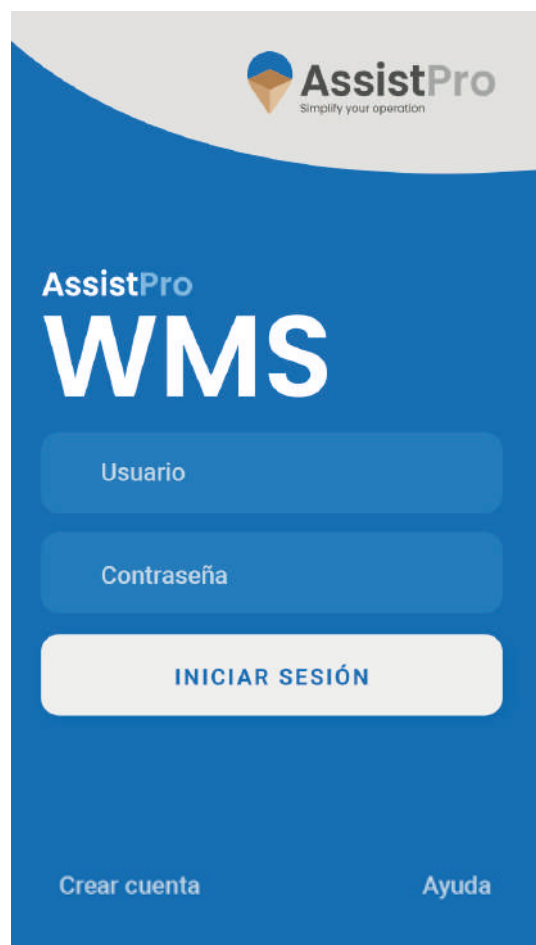 AssistPro
Simplify your operation
AssistPro
WMS
Usuario
Contraseña
INICIAR SESIÓN
Crear cuenta
Ayuda